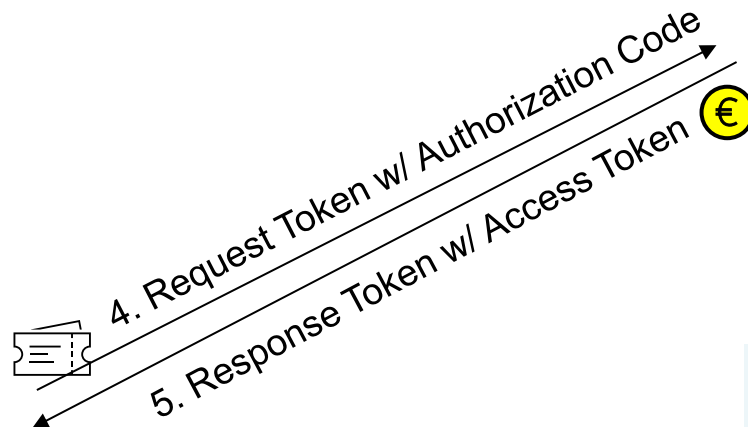 4. Request Token w/ Authorization Code
€
5. Response Token w/ Access Token